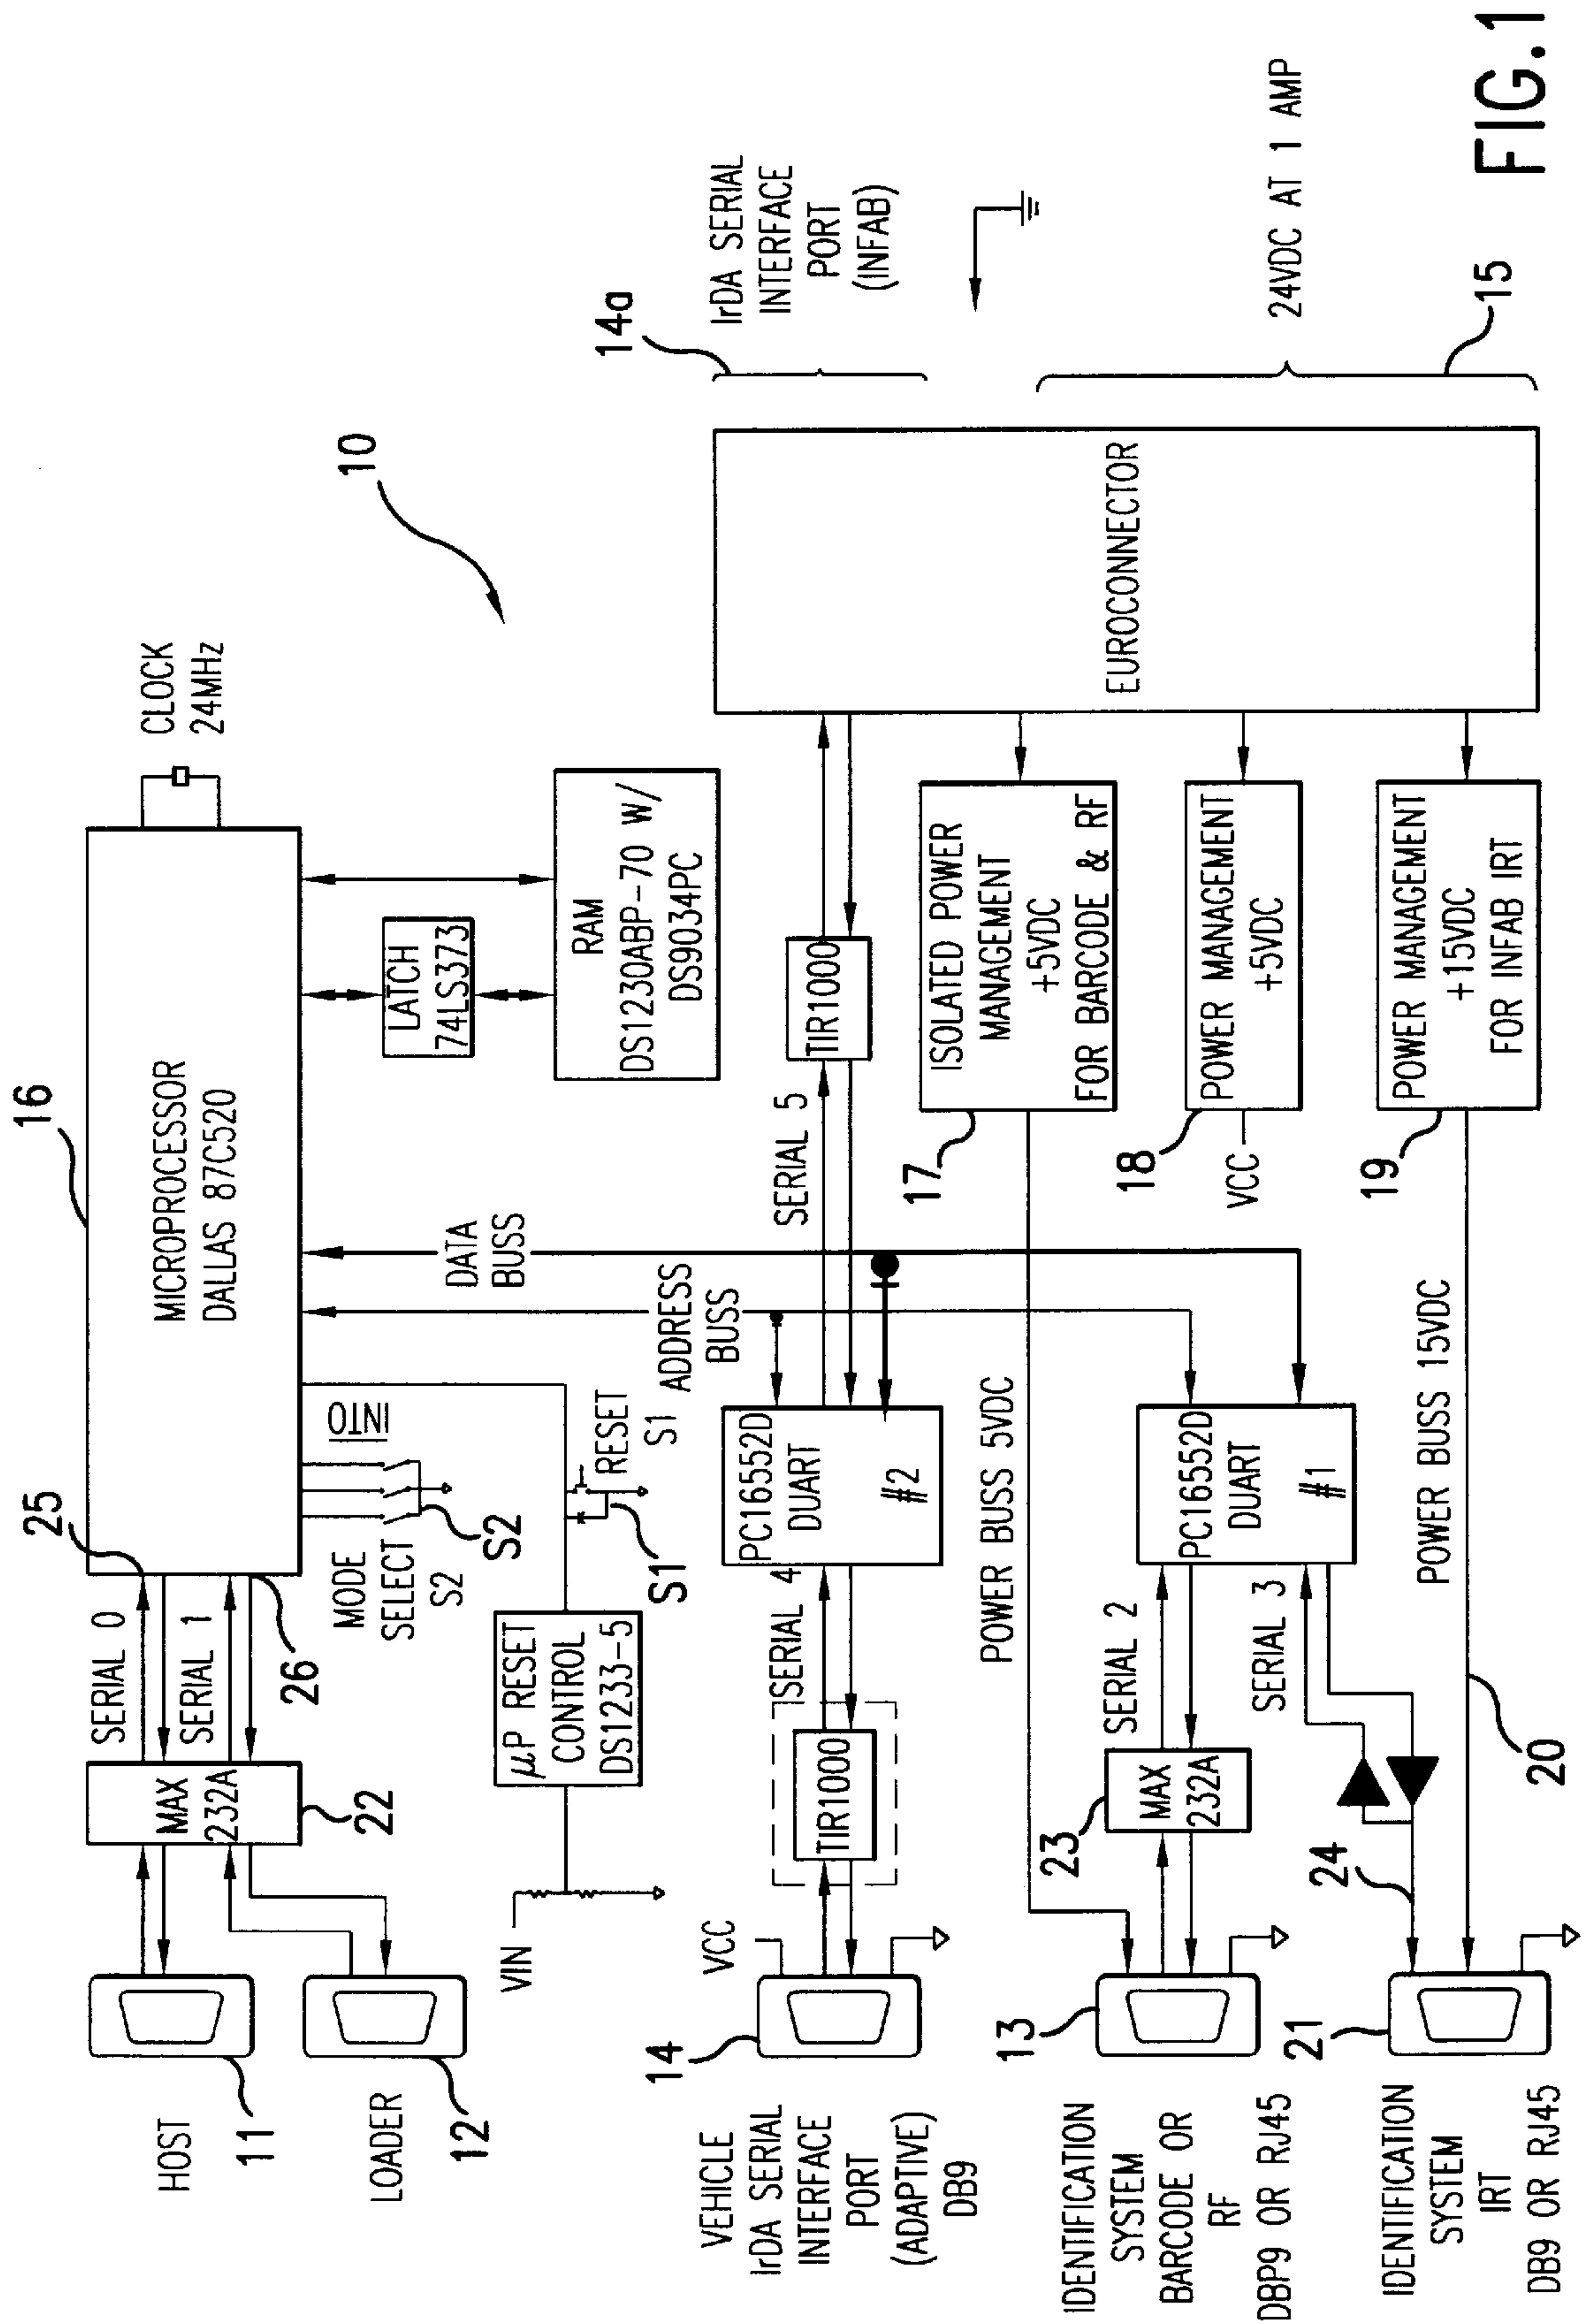 HOST
11
LOADER
12
MAX
232A
22
SERIAL 0
SERIAL 1
25
26
16
MICROPROCESSOR
DALLAS 87C520
CLOCK
24MHz
10
MODE
SELECT
S2
S2
INT0
DATA
BUSS
ADDRESS
BUSS
LATCH
74LS373
RAM
DS1230ABP-70 W/
DS9034PC
VIN
μP RESET
CONTROL
DS1233-5
RESET
S1
S1
VEHICLE
IrDA SERIAL
INTERFACE
PORT
(ADAPTIVE)
DB9
14
VCC
TIR1000
SERIAL 4
PC16552D
DUART
#2
SERIAL 5
TIR1000
EUROCONNECTOR
14a
IrDA SERIAL
INTERFACE
PORT
(INFAB)
24VDC AT 1 AMP
15
POWER BUSS 5VDC
17
ISOLATED POWER
MANAGEMENT
+5VDC
FOR BARCODE & RF
18
VCC
POWER MANAGEMENT
+5VDC
19
POWER MANAGEMENT
+15VDC
FOR INFAB IRT
IDENTIFICATION
SYSTEM
BARCODE OR
RF
DBP9 OR RJ45
13
23
MAX
232A
SERIAL 2
SERIAL 3
PC16552D
DUART
#1
IDENTIFICATION
SYSTEM
IRT
DB9 OR RJ45
21
24
20
POWER BUSS 15VDC
FIG.1